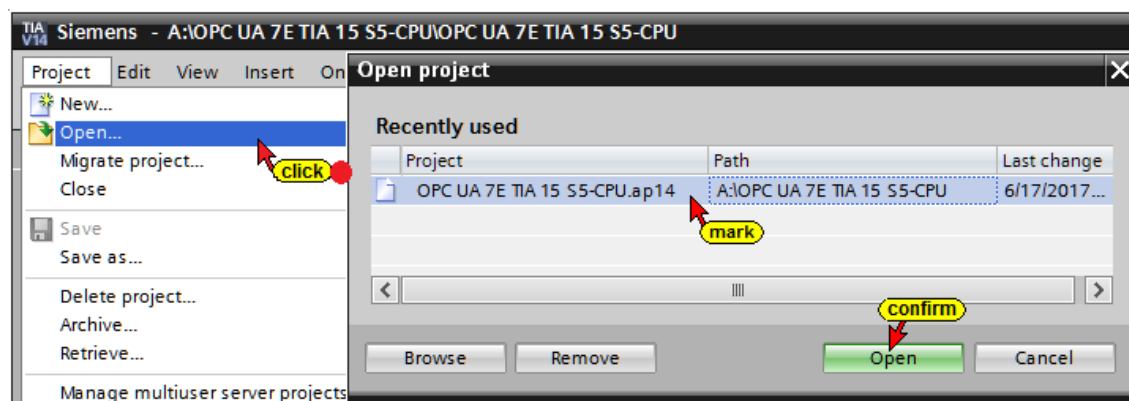 TIA V14 Siemens - A:\OPC UA 7E TIA 15 S5-CPU\OPC UA 7E TIA 15 S5-CPU
Project Edit View Insert On
New...
Open...
click
Migrate project...
Close
Save
Save as...
Delete project...
Archive...
Retrieve...
Manage multiuser server projects
Open project
Recently used
Project Path Last change
OPC UA 7E TIA 15 S5-CPU.ap14 A:\OPC UA 7E TIA 15 S5-CPU 6/17/2017...
mark
confirm
Browse Remove Open Cancel